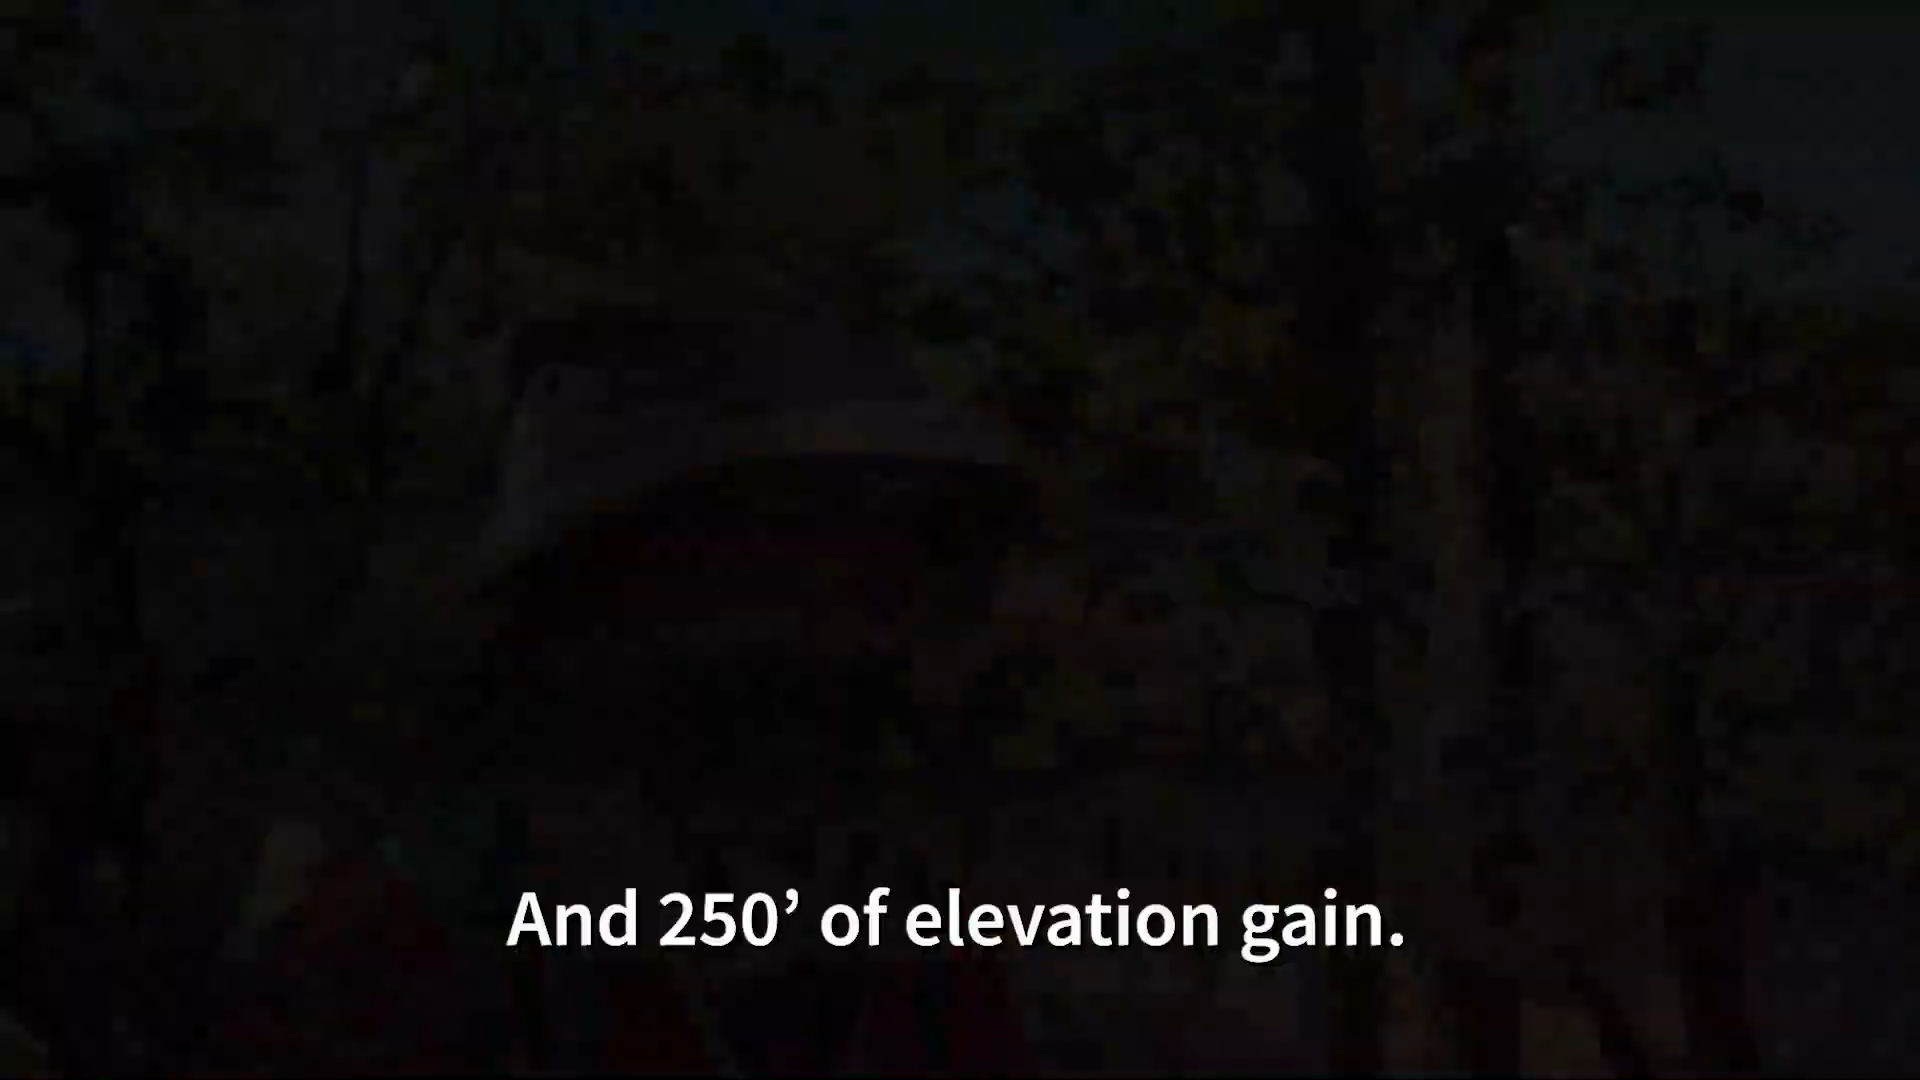 And 250’ of elevation gain.